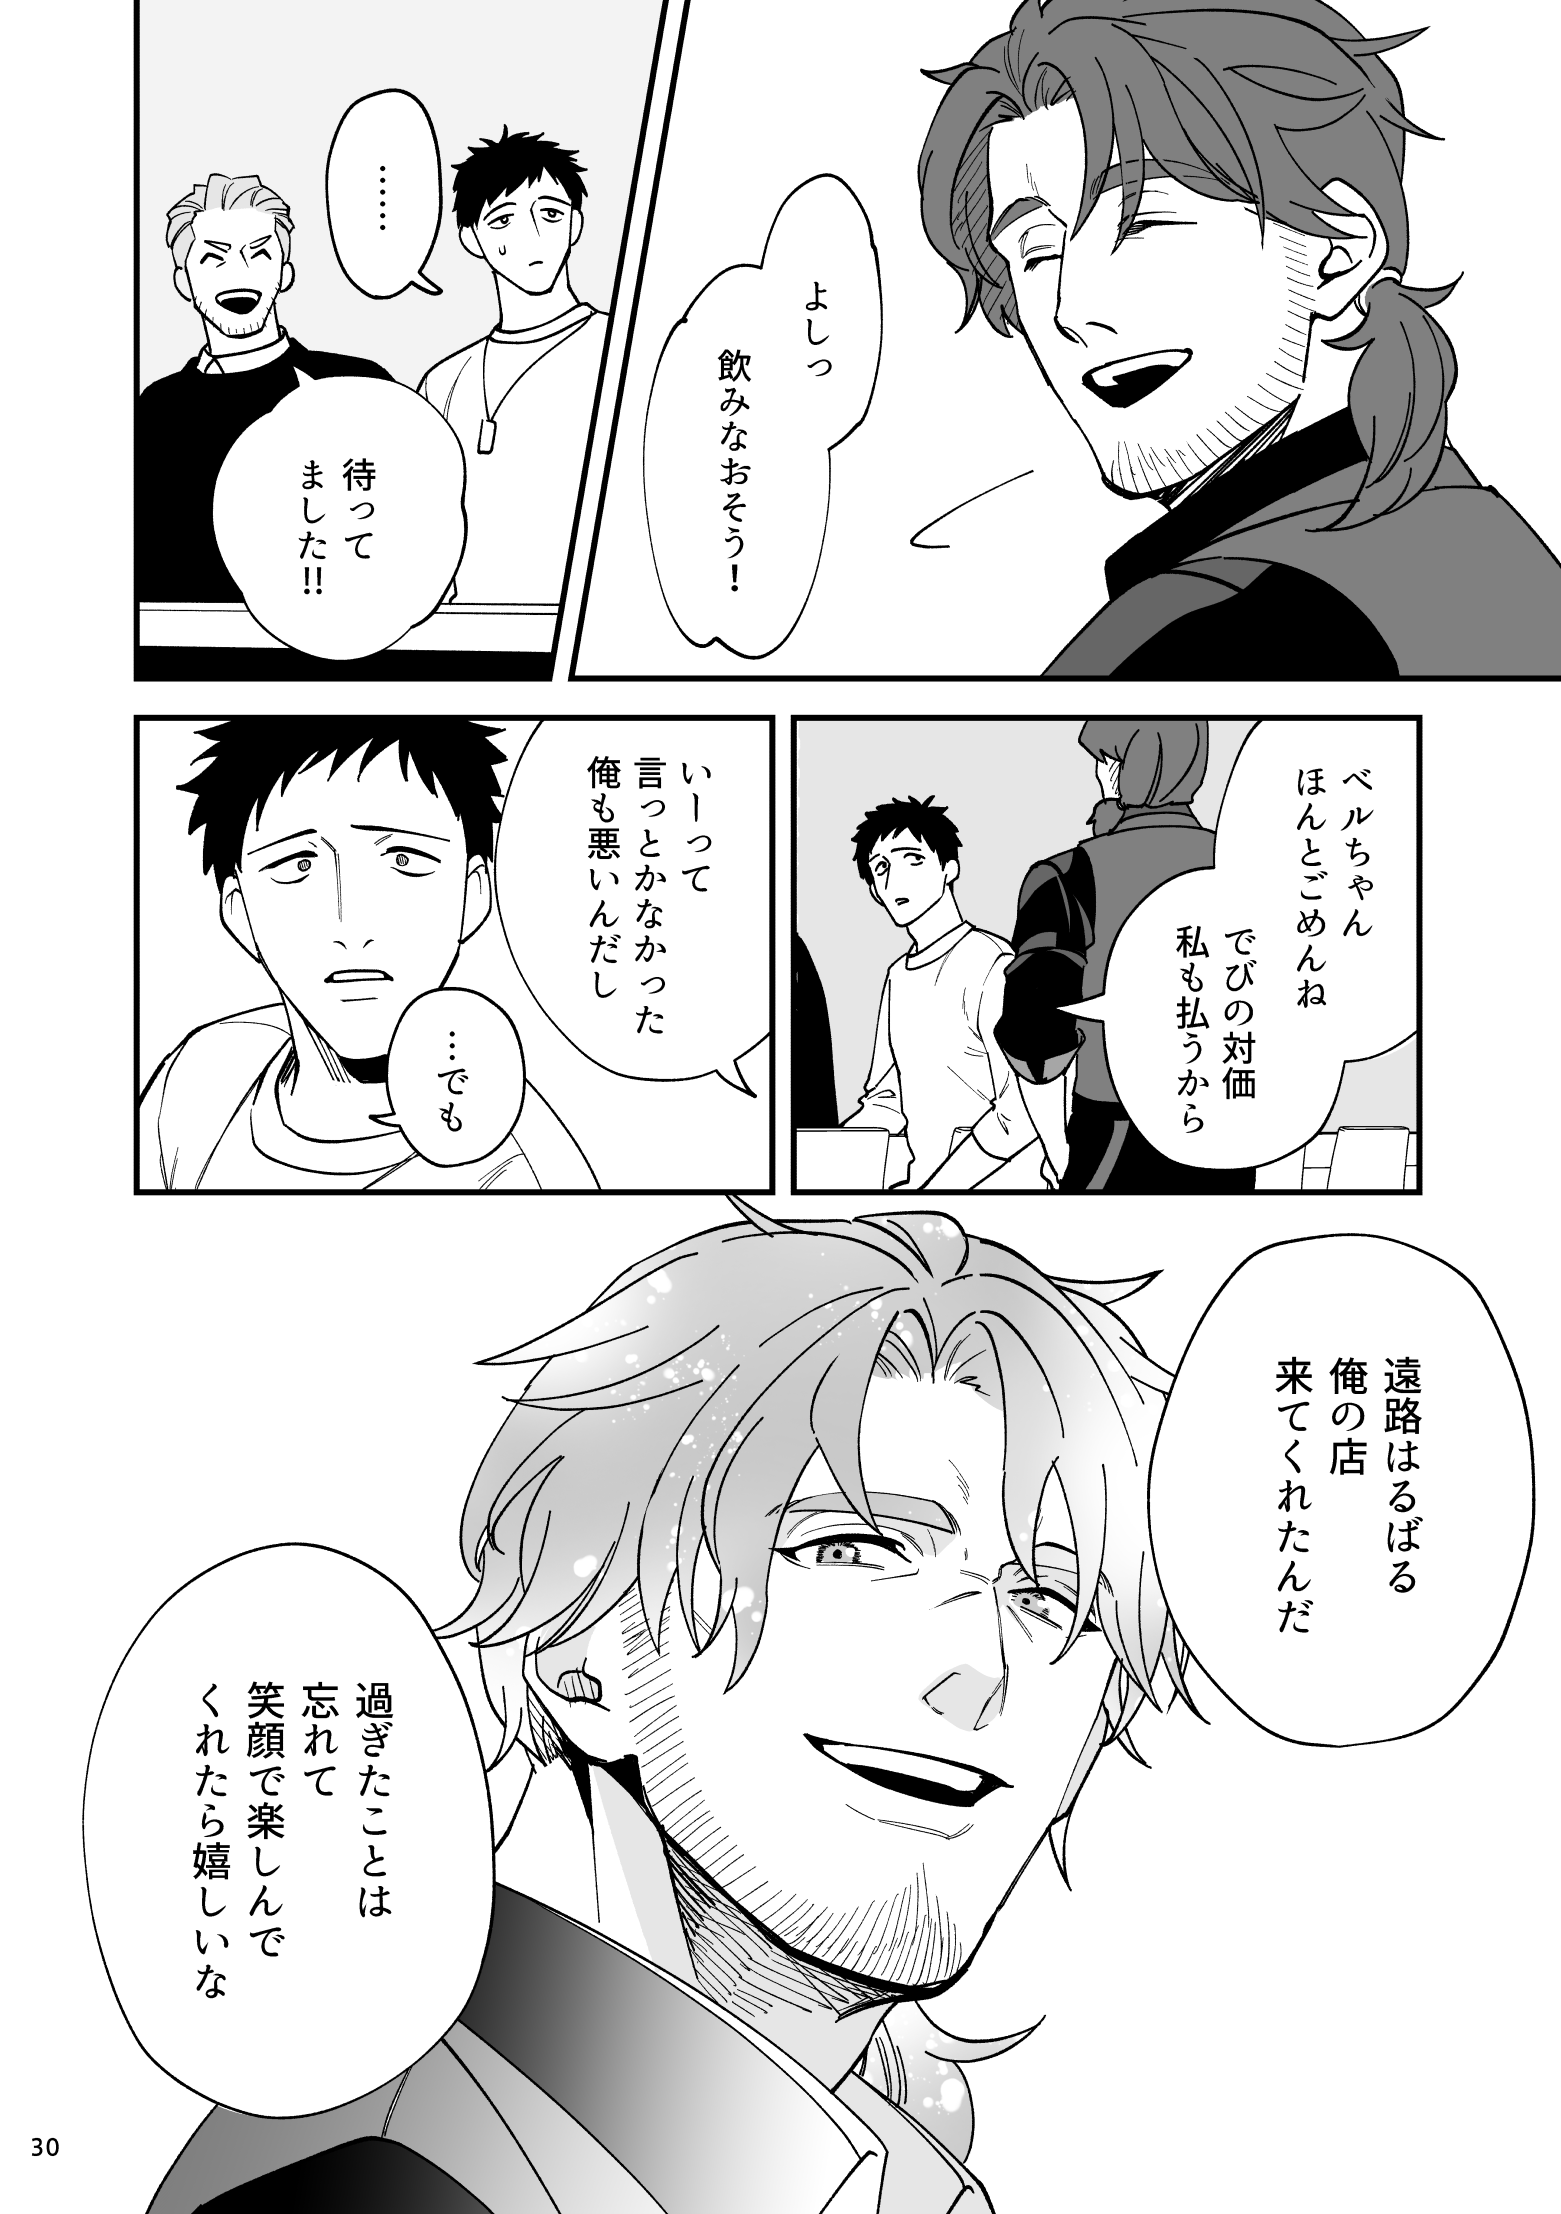 よしっ
飲みなおそう！
……
待って
ました!!
ベルちゃん
ほんとごめんね
でびの対価
私も払うから
いーって
言っとかなかった
俺も悪いんだし
…でも
遠路はるばる
俺の店
来てくれたんだ
過ぎたことは
忘れて
笑顔で楽しんで
くれたら嬉しいな
30